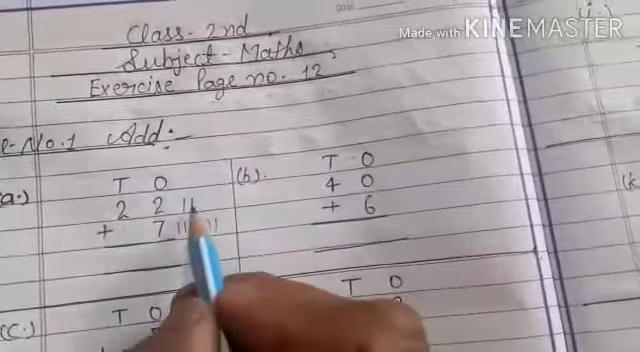 Made with KINEMASTER
Class - 2nd
Subject - Maths
Exercise Page no. 12
No.1 Add:-
(a.) T O (b).  T O
2 2 4 0
+ 7 + 6
(c.) T O T O